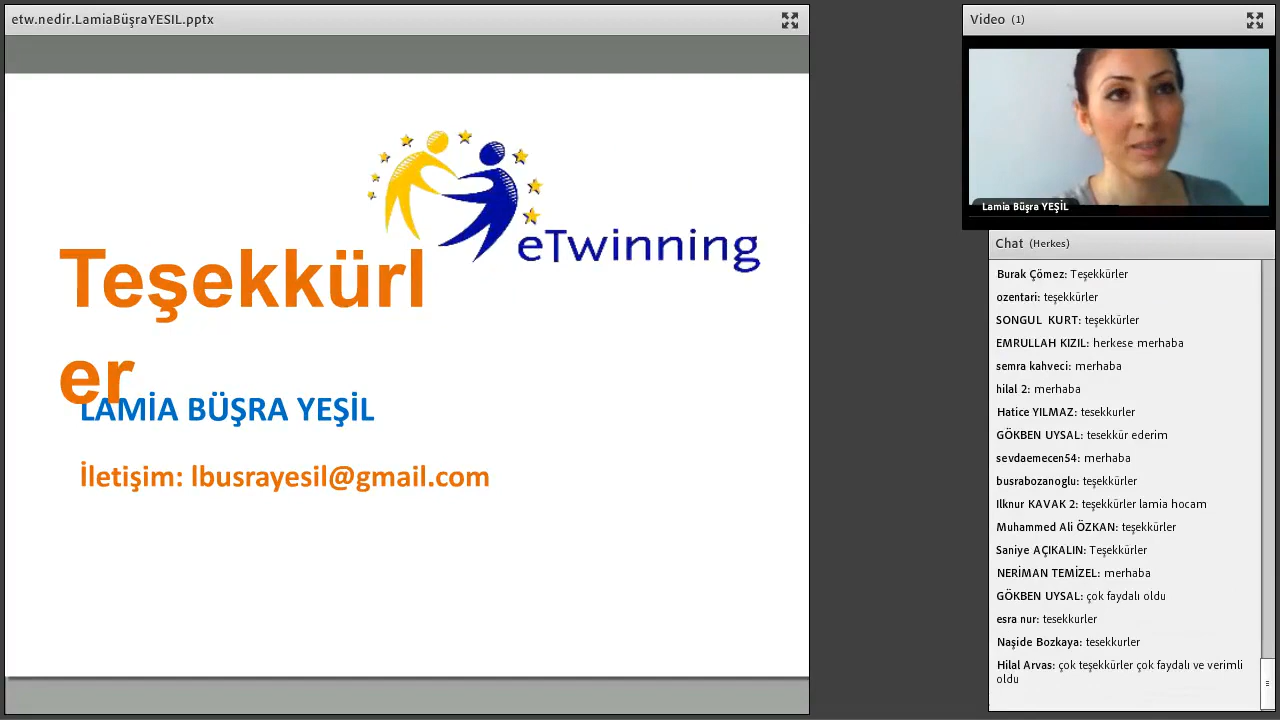 etw.nedir.LamiaBüşraYESIL.pptx
eTwinning
Teşekkürl
er
LAMİA BÜŞRA YEŞİL
İletişim: lbusrayesil@gmail.com
Video (1)
Lamia Büşra YEŞİL
Chat (Herkes)
Burak Çömez: Teşekkürler
ozentari: teşekkürler
SONGUL KURT: teşekkürler
EMRULLAH KIZIL: herkese merhaba
semra kahveci: merhaba
hilal 2: merhaba
Hatice YILMAZ: tesekkurler
GÖKBEN UYSAL: tesekkür ederim
sevdaemecen54: merhaba
busrabozanoglu: teşekkürler
Ilknur KAVAK 2: teşekkürler lamia hocam
Muhammed Ali ÖZKAN: teşekkürler
Saniye AÇIKALIN: Teşekkürler
NERİMAN TEMİZEL: merhaba
GÖKBEN UYSAL: çok faydalı oldu
esra nur: tesekkurler
Naşide Bozkaya: tesekkurler
Hilal Arvas: çok teşekkürler çok faydalı ve verimli
oldu